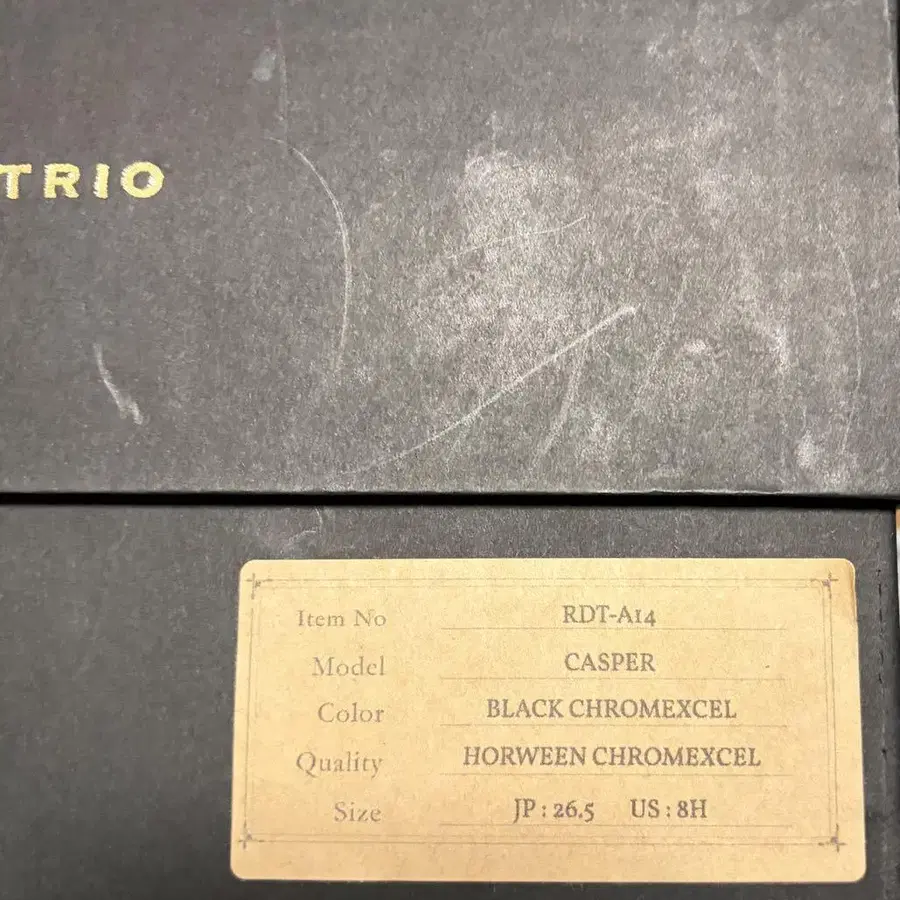 TRIO
Item No RDT-A14
Model CASPER
Color BLACK CHROMEXCEL
Quality HORWEEN CHROMEXCEL
Size JP : 26.5 US : 8H